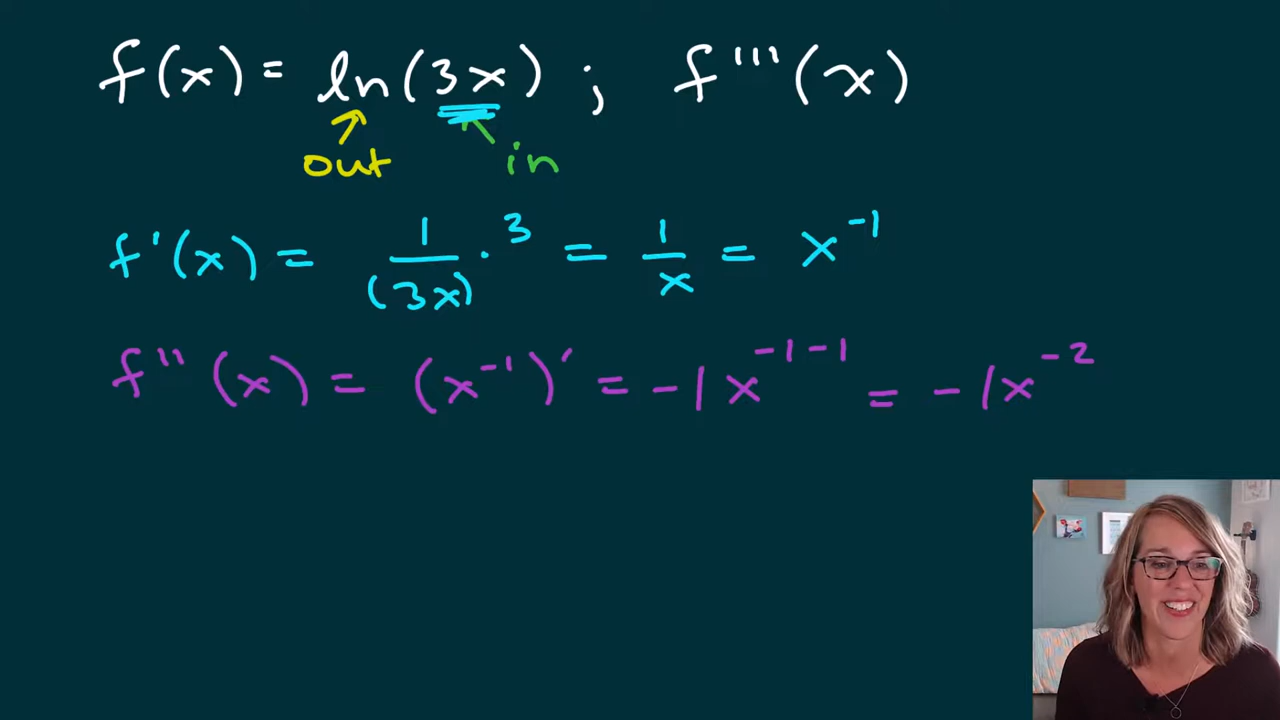 f(x) = ln(3x) ; f'''(x)
out in
f'(x) = 1/(3x) · 3 = 1/x = x^-1
f''(x) = (x^-1)' = -1x^-1-1 = -1x^-2